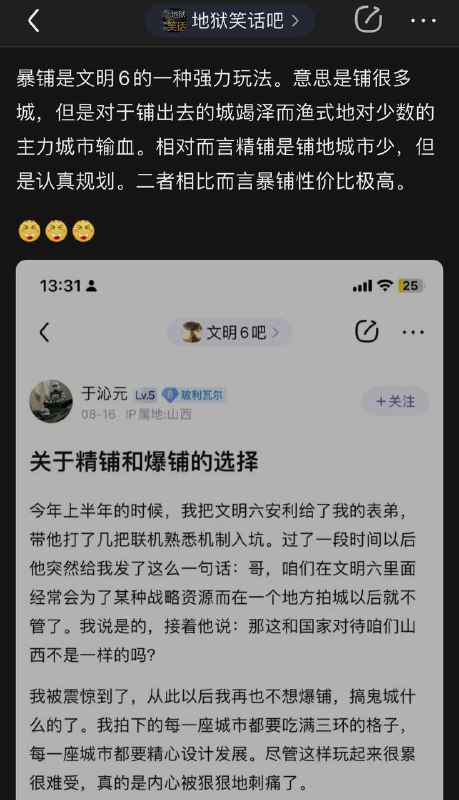 地狱笑话吧
暴铺是文明6的一种强力玩法。意思是铺很多
城，但是对于铺出去的城竭泽而渔式地对少数的
主力城市输血。相对而言精铺是铺地城市少，但
是认真规划。二者相比而言暴铺性价比极高。
13:31
25
文明6吧
于沁元 Lv.5 8 玻利瓦尔
08-16 IP属地:山西
+关注
关于精铺和爆铺的选择
今年上半年的时候，我把文明六安利给了我的表弟，
带他打了几把联机熟悉机制入坑。过了一段时间以后
他突然给我发了这么一句话：哥，咱们在文明六里面
经常会为了某种战略资源而在一个地方拍城以后就不
管了。我说是的，接着他说：那这和国家对待咱们山
西不是一样的吗？
我被震惊到了，从此以后我再也不想爆铺，搞鬼城什
么的了。我拍下的每一座城市都要吃满三环的格子，
每一座城市都要精心设计发展。尽管这样玩起来很累
很难受，真的是内心被狠狠地刺痛了。